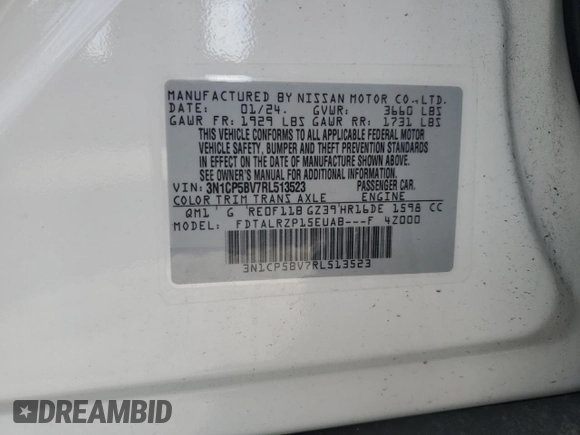 MANUFACTURED BY NISSAN MOTOR CO.,LTD.
DATE: 01/24. GVWR: 3660 LBS
GAWR FR: 1929 LBS GAWR RR: 1731 LBS
THIS VEHICLE CONFORMS TO ALL APPLICABLE FEDERAL MOTOR
VEHICLE SAFETY, BUMPER AND THEFT PREVENTION STANDARDS
IN EFFECT ON THE DATE OF MANUFACTURE SHOWN ABOVE.
SEE OWNER'S MANUAL FOR ADDITIONAL INFORMATION.
VIN: 3N1CP5BV7RL513523 PASSENGER CAR.
COLOR TRIM TRANS AXLE ENGINE
QM1 G RE0F11B GZ39 HR16DE 1598 CC
MODEL: FDTALRZP15EUAB---F 4Z000
3N1CP5BV7RL513523
DREAMBID